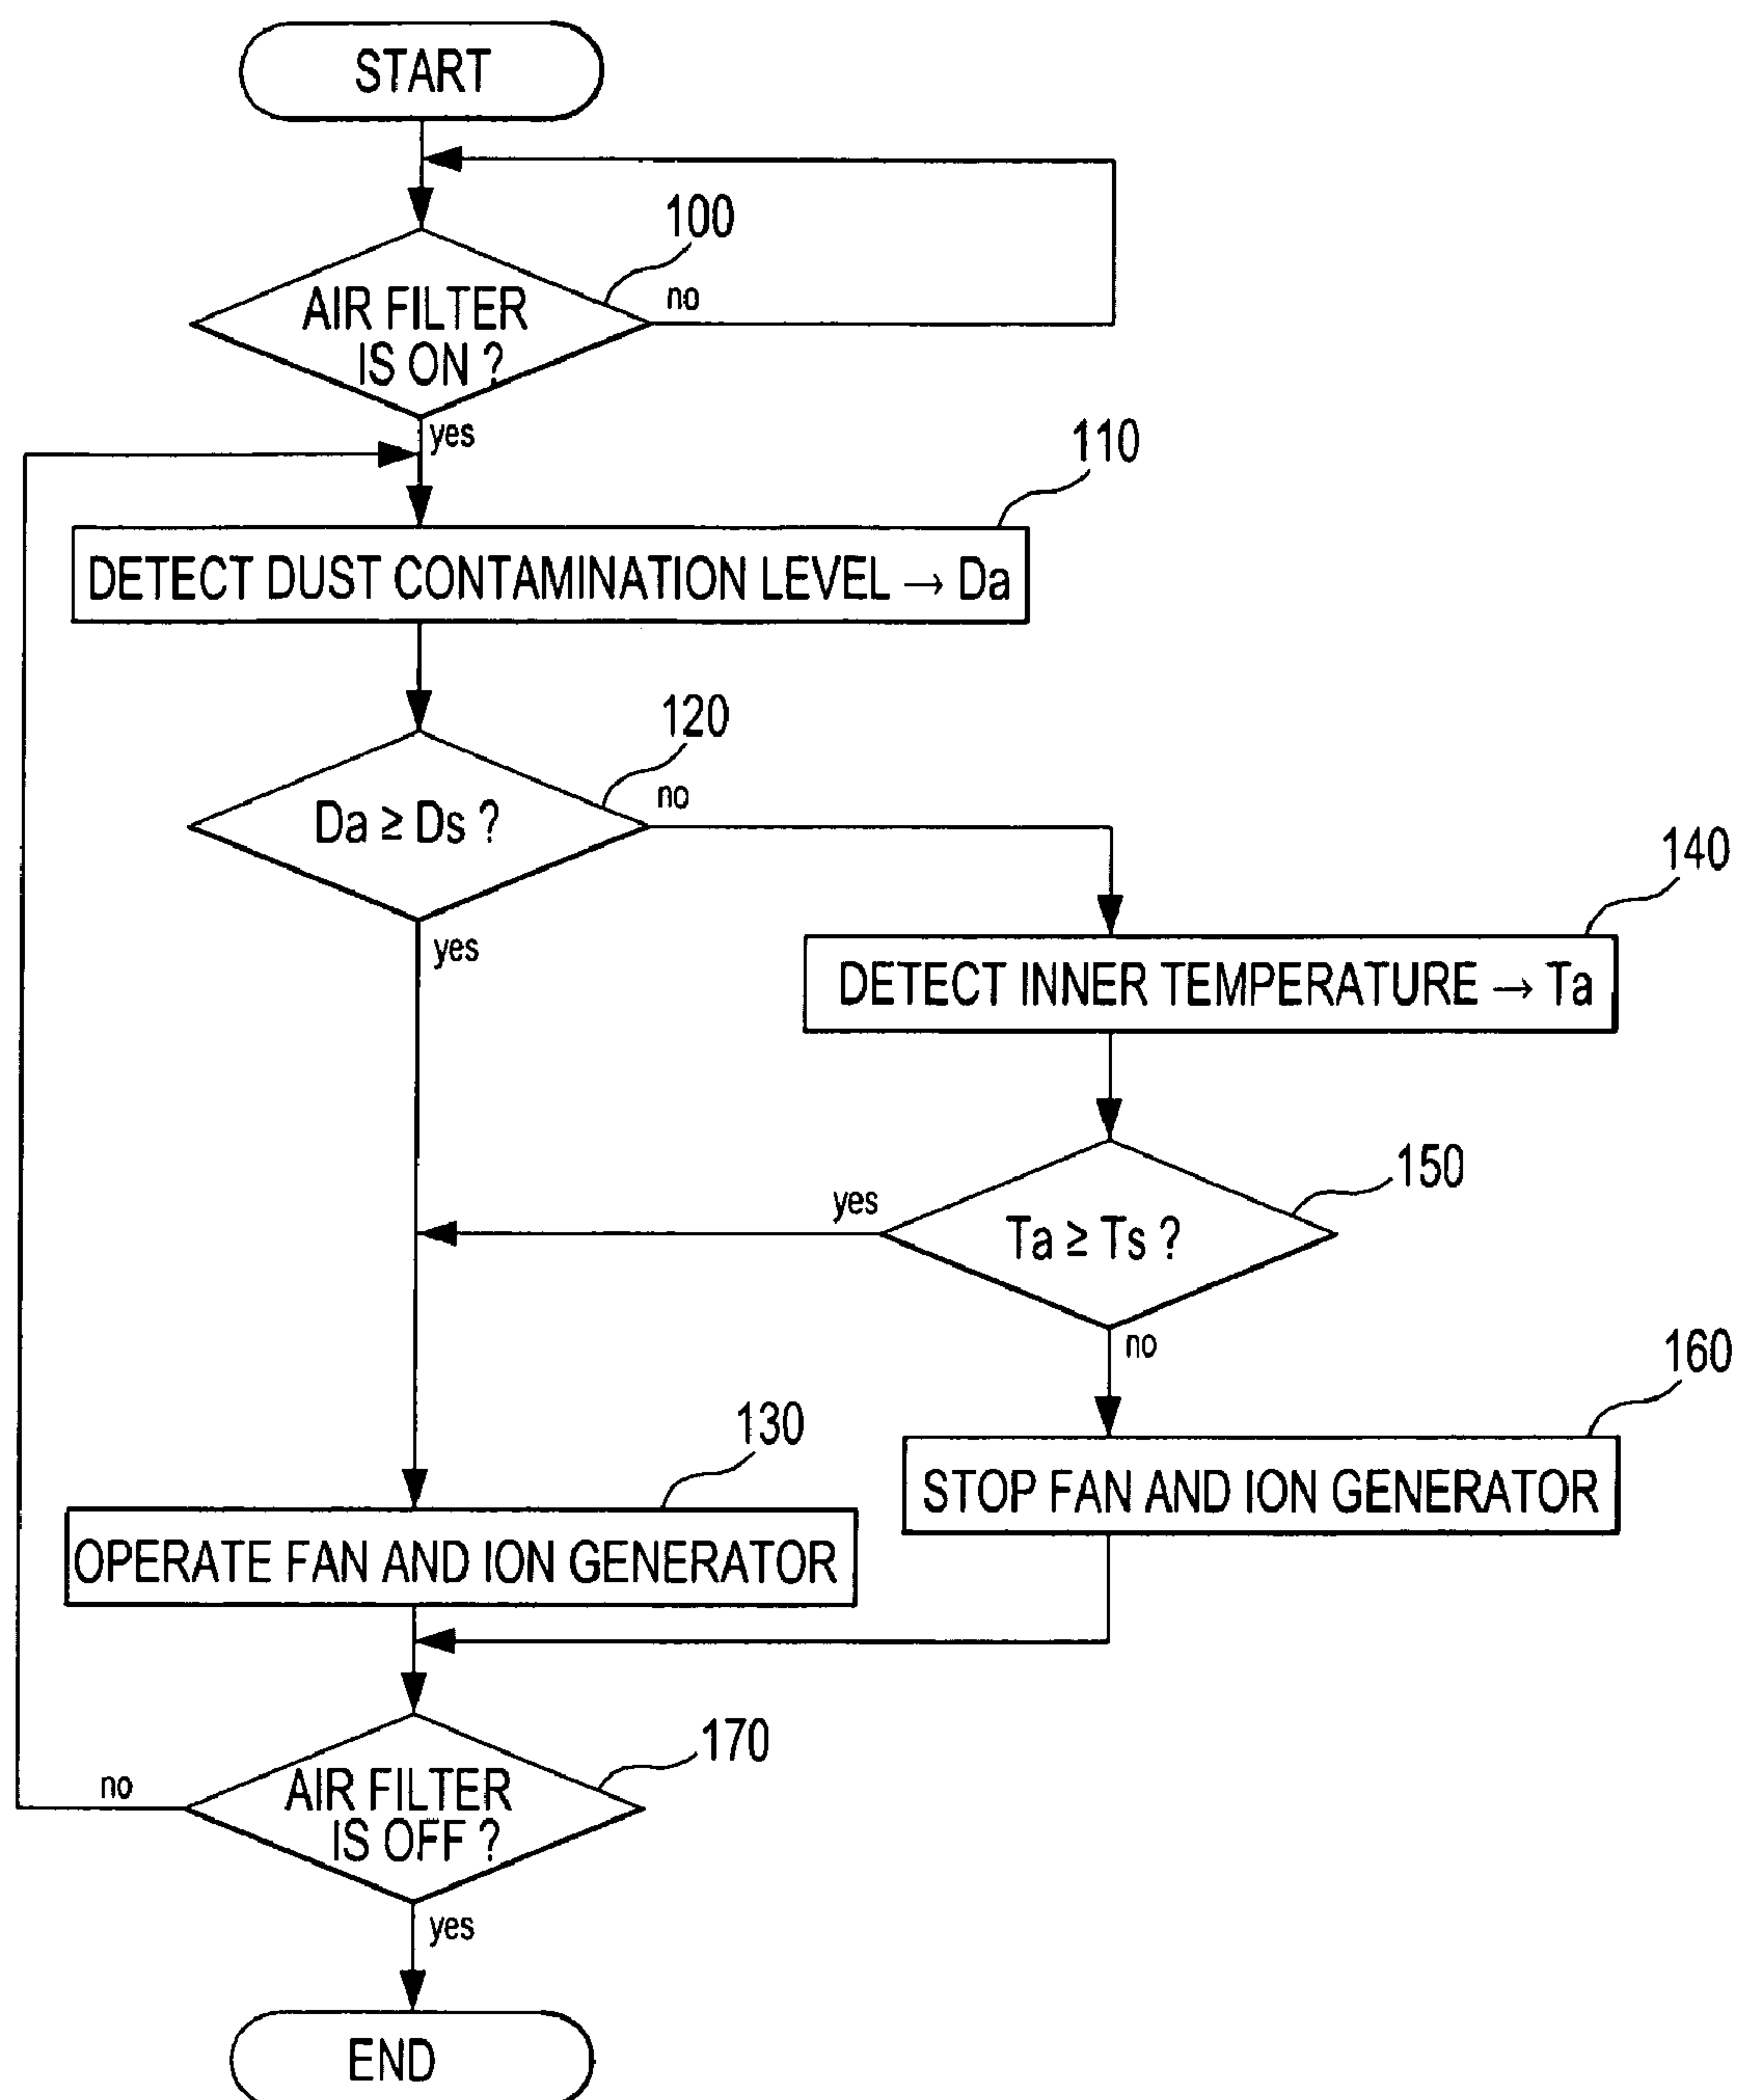 START
100
AIR FILTER
IS ON ?
no
yes
110
DETECT DUST CONTAMINATION LEVEL → Da
120
Da ≥ Ds ?
no
yes
140
DETECT INNER TEMPERATURE → Ta
150
Ta ≥ Ts ?
yes
no
160
STOP FAN AND ION GENERATOR
130
OPERATE FAN AND ION GENERATOR
170
AIR FILTER
IS OFF ?
no
yes
END